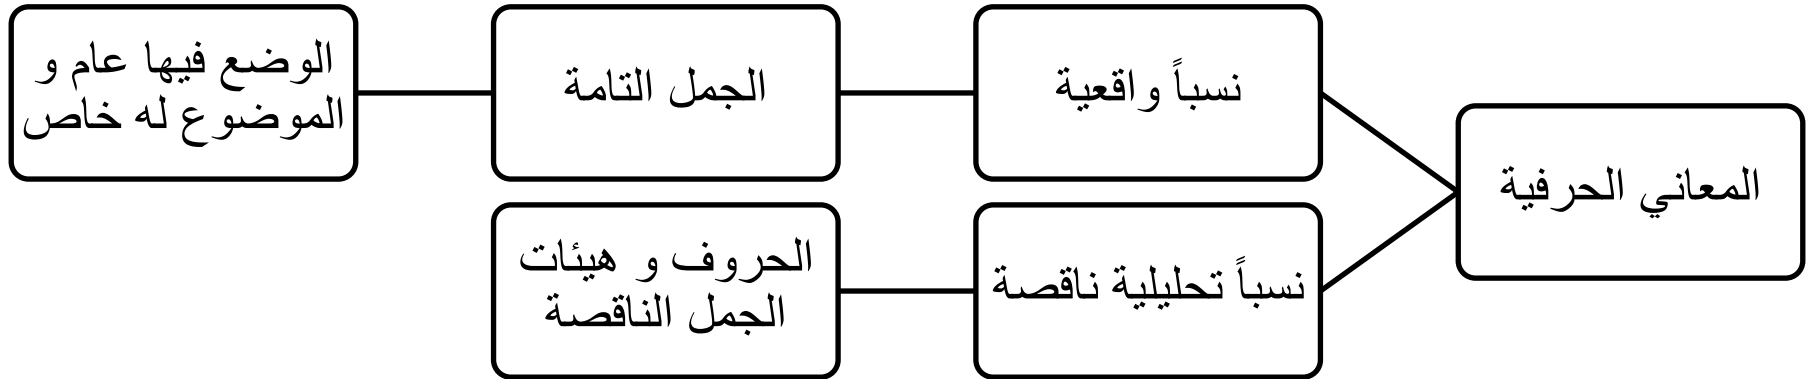 المعاني الحرفية
نسباً واقعية
الجمل التامة
الوضع فيها عام و
الموضوع له خاص
نسباً تحليلية ناقصة
الحروف و هيئات
الجمل الناقصة